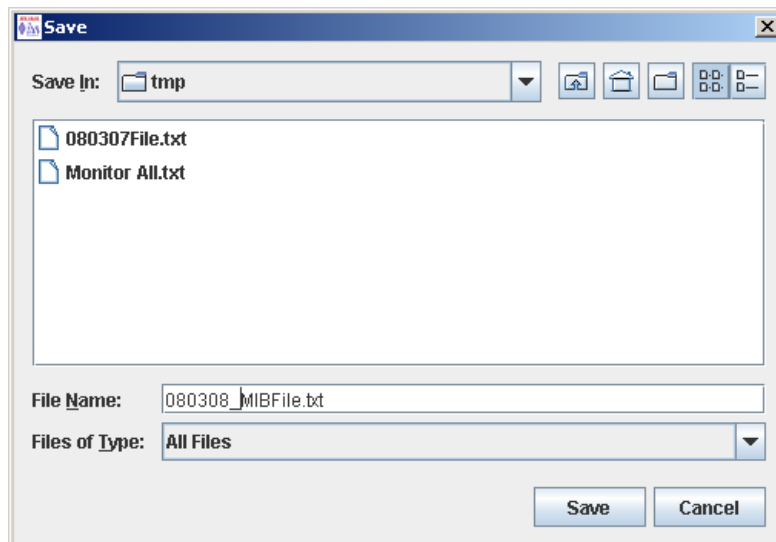 Save
Save In: tmp
080307File.txt
Monitor All.txt
File Name: 080308_MIBFile.txt
Files of Type: All Files
Save Cancel